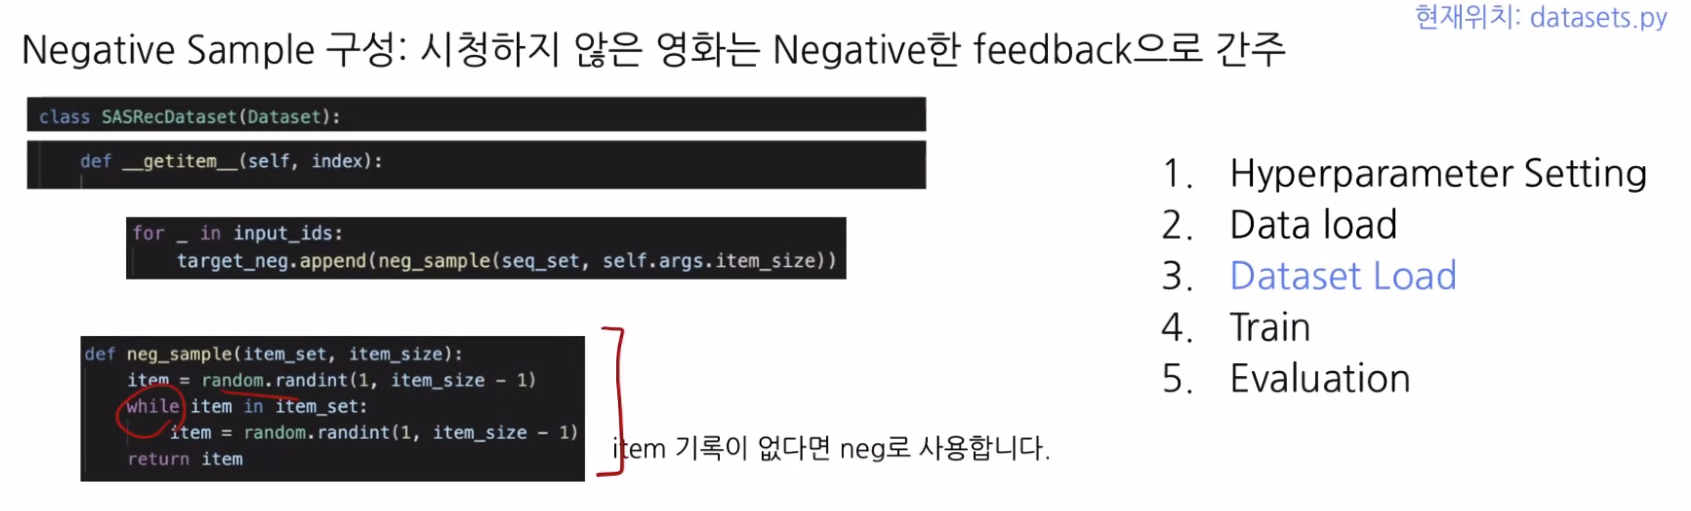 현재위치: datasets.py
Negative Sample 구성: 시청하지 않은 영화는 Negative한 feedback으로 간주
class SASRecDataset(Dataset):
def __getitem__(self, index):
for _ in input_ids:
target_neg.append(neg_sample(seq_set, self.args.item_size))
def neg_sample(item_set, item_size):
item = random.randint(1, item_size - 1)
while item in item_set:
item = random.randint(1, item_size - 1)
return item
item 기록이 없다면 neg로 사용합니다.
1. Hyperparameter Setting
2. Data load
3. Dataset Load
4. Train
5. Evaluation